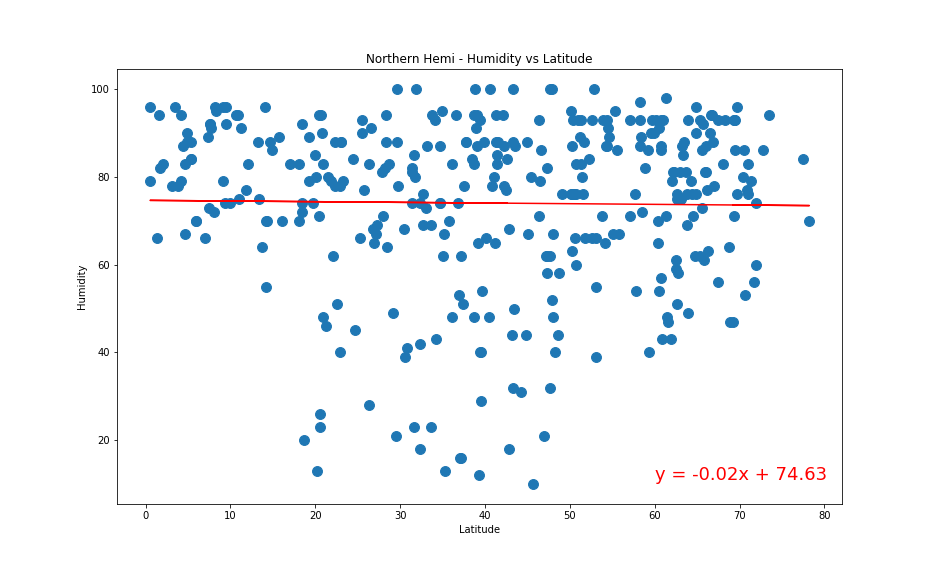 Northern Hemi - Humidity vs Latitude
100
80
60
40
20
Humidity
y = -0.02x + 74.63
0 10 20 30 40 50 60 70 80
Latitude